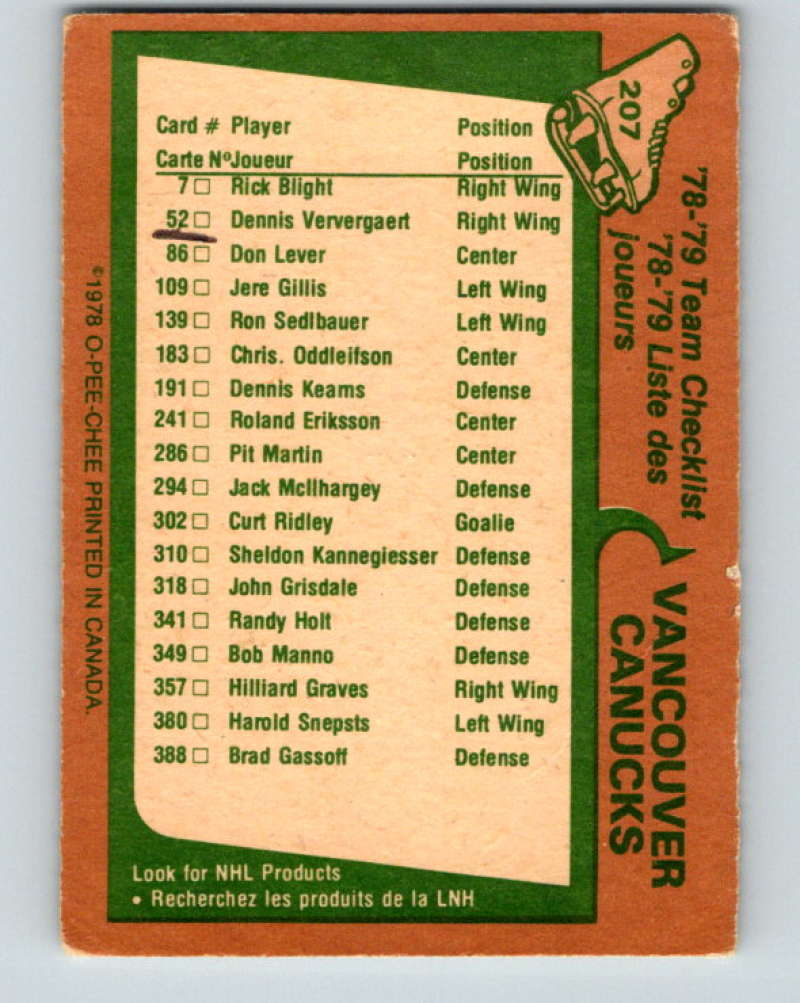 207
'78-'79 Team Checklist
'78-'79 Liste des
joueurs
VANCOUVER
CANUCKS
Card # Player Position
Carte Nº Joueur Position
7 □ Rick Blight Right Wing
52 □ Dennis Ververgaert Right Wing
86 □ Don Lever Center
109 □ Jere Gillis Left Wing
139 □ Ron Sedlbauer Left Wing
183 □ Chris. Oddleifson Center
191 □ Dennis Kearns Defense
241 □ Roland Eriksson Center
286 □ Pit Martin Center
294 □ Jack McIlhargey Defense
302 □ Curt Ridley Goalie
310 □ Sheldon Kannegiesser Defense
318 □ John Grisdale Defense
341 □ Randy Holt Defense
349 □ Bob Manno Defense
357 □ Hilliard Graves Right Wing
380 □ Harold Snepsts Left Wing
388 □ Brad Gassoff Defense
Look for NHL Products
• Recherchez les produits de la LNH
©1978 O-PEE-CHEE PRINTED IN CANADA.